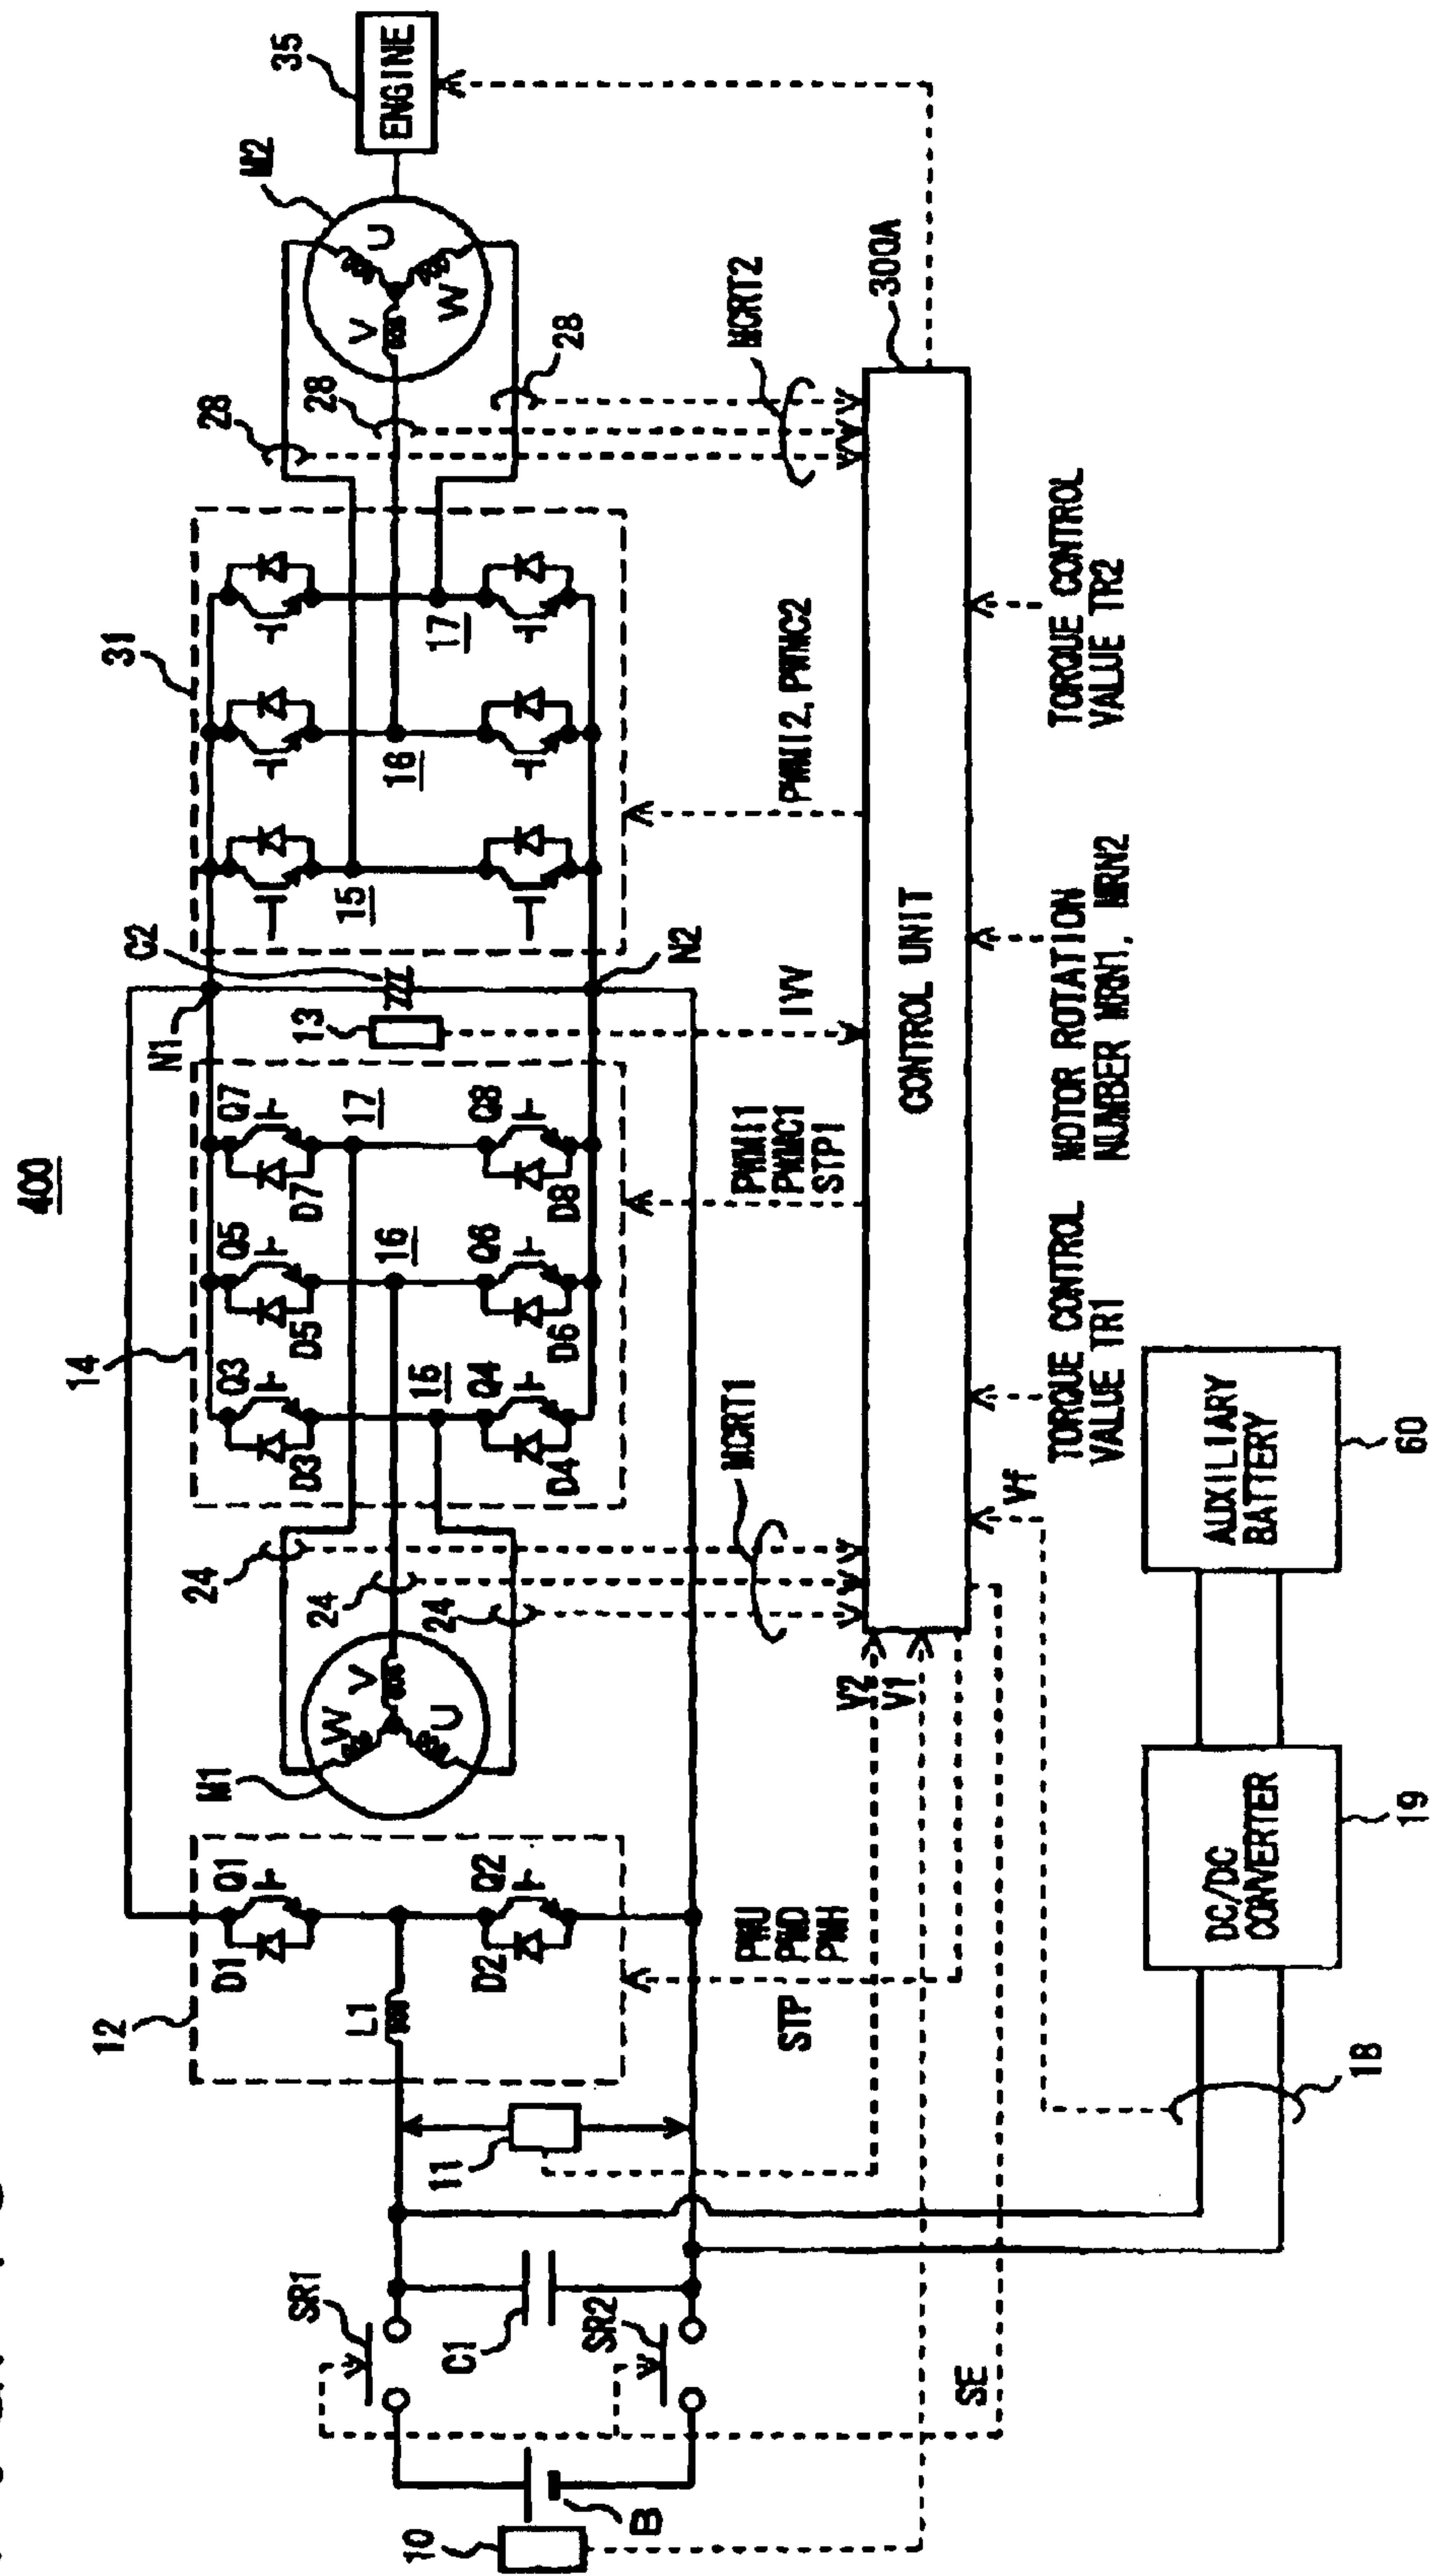 400
12
D1
Q1
L1
D2
Q2
M1
W
V
U
24
24
24
14
Q3
Q5
Q7
D3
D5
D7
15
16
17
Q4
Q6
Q8
D4
D6
D8
N1
C2
13
N2
31
15
16
17
28
28
28
M2
U
V
W
35
ENGINE
SR1
C1
SR2
11
10
B
SE
STP
PWU
PWD
PWH
MCRT1
PWMI1
PWMC1
STP1
IVV
PWMI2, PWMC2
MCRT2
300A
V2
V1
CONTROL UNIT
Vf
TORQUE CONTROL
VALUE TR1
MOTOR ROTATION
NUMBER MRN1, MRN2
TORQUE CONTROL
VALUE TR2
18
DC/DC
CONVERTER
19
AUXILIARY
BATTERY
60